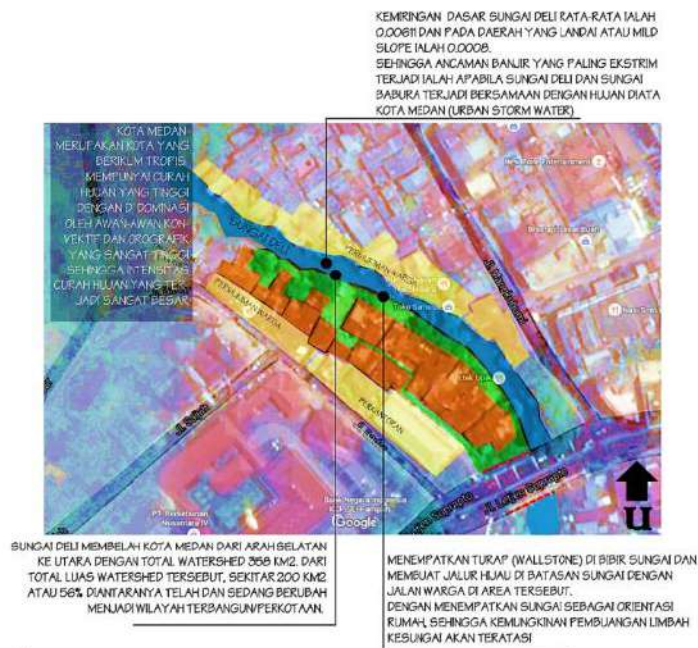 KEMIRINGAN DASAR SUNGAI DELI RATA-RATA IALAH
0.00611 DAN PADA DAERAH YANG LANDAI ATAU MILD
SLOPE IALAH 0.0008.
SEHINGGA ANCAMAN BANJIR YANG PALING EKSTRIM
TERJADI IALAH APABILA SUNGAI DELI DAN SUNGAI
BABURA TERJADI BERSAMAAN DENGAN HUJAN DIATA
KOTA MEDAN (URBAN STORM WATER)
KOTA MEDAN
MERUPAKAN KOTA YANG
BERIKLIM TROPIS.
MEMPUNYAI CURAH
HUJAN YANG TINGGI
DENGAN DI DOMINASI
OLEH AWAN-AWAN KON-
VEKTIF DAN OROGRAFIK
YANG SANGAT TINGGI
SEHINGGA INTENSITAS
CURAH HUJAN YANG TER-
JADI SANGAT BESAR
SUNGAI DELI
Jl. Letjen Suprapto
Google
U
SUNGAI DELI MEMBELAH KOTA MEDAN DARI ARAH SELATAN
KE UTARA DENGAN TOTAL WATERSHED 358 KM2. DARI
TOTAL LUAS WATERSHED TERSEBUT, SEKITAR 200 KM2
ATAU 56% DIANTARANYA TELAH DAN SEDANG BERUBAH
MENJADI WILAYAH TERBANGUN/PERKOTAAN.
MENEMPATKAN TURAP (WALLSTONE) DI BIBIR SUNGAI DAN
MEMBUAT JALUR HIJAU DI BATASAN SUNGAI DENGAN
JALAN WARGA DI AREA TERSEBUT.
DENGAN MENEMPATKAN SUNGAI SEBAGAI ORIENTASI
RUMAH, SEHINGGA KEMUNGKINAN PEMBUANGAN LIMBAH
KESUNGAI AKAN TERATASI